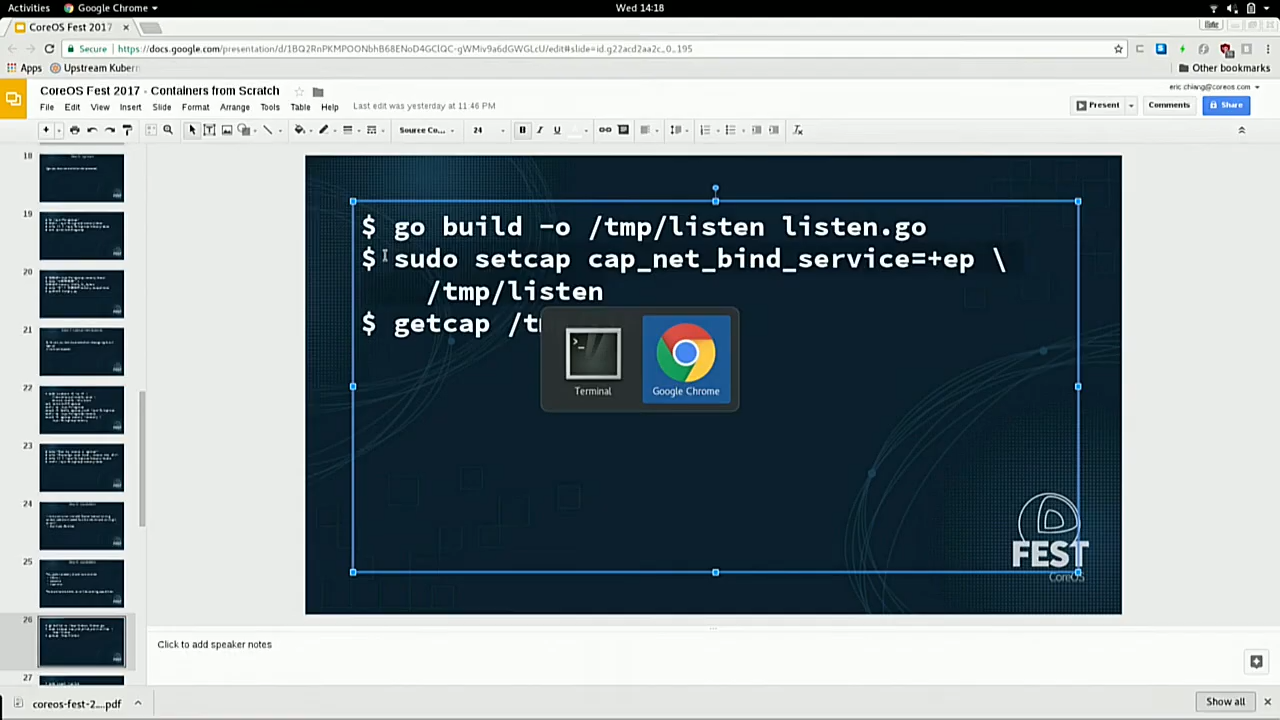 Activities
Google Chrome
Wed 14:18
CoreOS Fest 2017
Secure
https://docs.google.com/presentation/d/1BQ2RnPKMPOONbhB68ENoD4GClQC-gWMiv9a6dGWGLcU/edit#slide=id.g22acd2aa2c_0_195
Apps
Upstream Kubern
Other bookmarks
CoreOS Fest 2017 - Containers from Scratch
eric chiang@coreos.com
File Edit View Insert Slide Format Arrange Tools Table Help
Last edit was yesterday at 11:46 PM
Present
Comments
Share
Source Co...
24
B I U
18
19
20
21
22
23
24
25
26
27
$ go build -o /tmp/listen listen.go
$ sudo setcap cap_net_bind_service=+ep \
/tmp/listen
$ getcap
Terminal
Google Chrome
FEST
CoreOS
Click to add speaker notes
coreos-fest-2....pdf
Show all